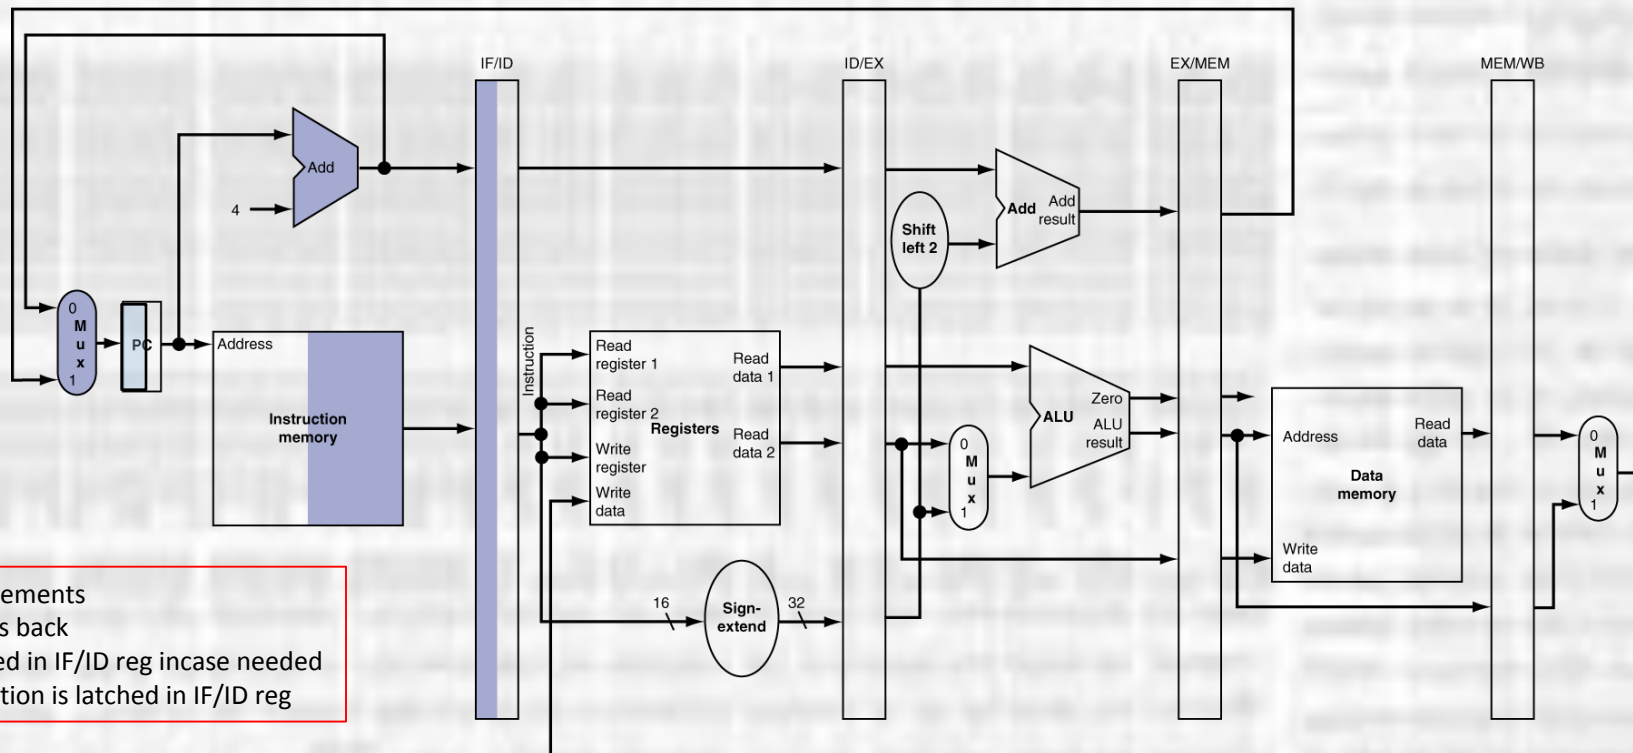 IF/ID
ID/EX
EX/MEM
MEM/WB
Add
4
Shift
left 2
Add
Add
result
0
M
u
x
1
PC
Address
Instruction
memory
Instruction
Read
register 1
Read
register 2
Write
register
Write
data
Registers
Read
data 1
Read
data 2
0
M
u
x
1
ALU
Zero
ALU
result
Address
Write
data
Data
memory
Read
data
0
M
u
x
1
16
Sign-
extend
32
ements
s back
ed in IF/ID reg incase needed
tion is latched in IF/ID reg